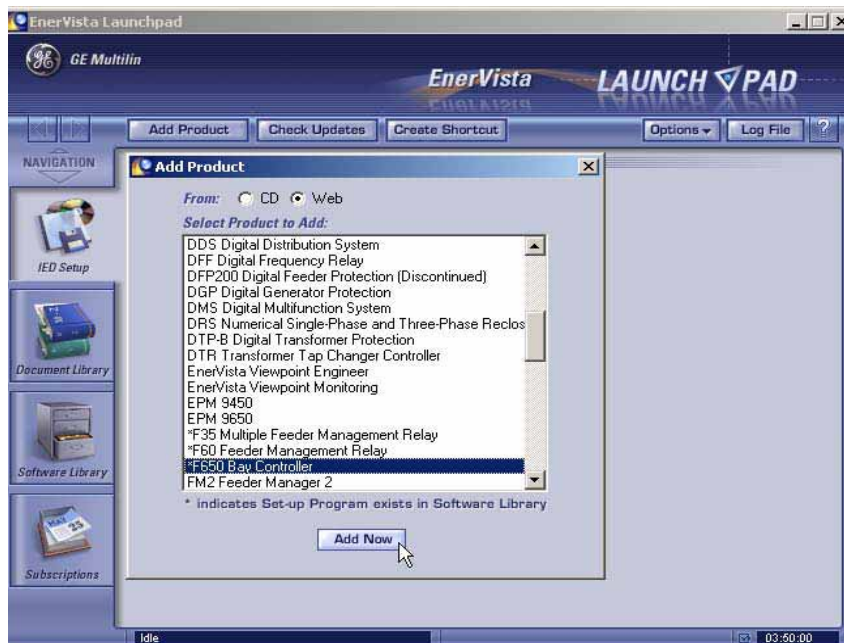 EnerVista Launchpad
GE Multilin
EnerVista LAUNCH PAD
Add Product Check Updates Create Shortcut Options Log File ?
NAVIGATION
IED Setup
Document Library
Software Library
Subscriptions
Add Product
From: CD Web
Select Product to Add:
DDS Digital Distribution System
DFF Digital Frequency Relay
DFP200 Digital Feeder Protection (Discontinued)
DGP Digital Generator Protection
DMS Digital Multifunction System
DRS Numerical Single-Phase and Three-Phase Reclos
DTP-B Digital Transformer Protection
DTR Transformer Tap Changer Controller
EnerVista Viewpoint Engineer
EnerVista Viewpoint Monitoring
EPM 9450
EPM 9650
*F35 Multiple Feeder Management Relay
*F60 Feeder Management Relay
*F650 Bay Controller
FM2 Feeder Manager 2
* indicates Set-up Program exists in Software Library
Add Now
Idle 03:50:00